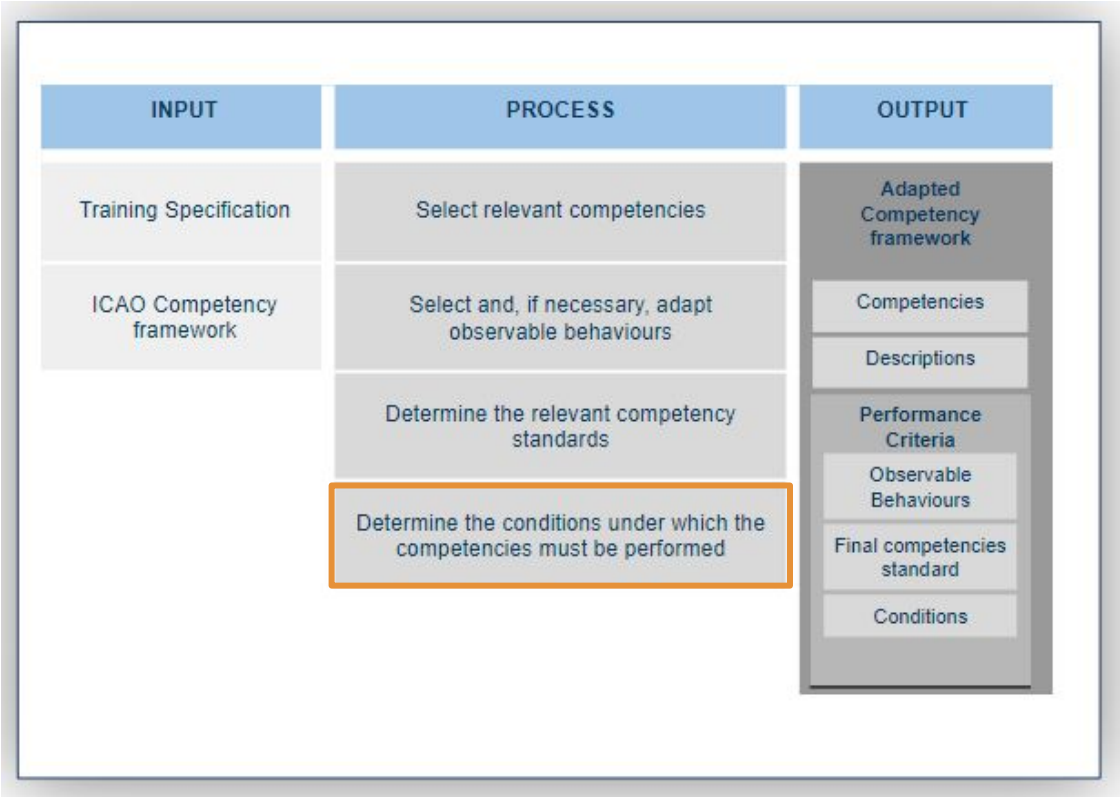 INPUT
PROCESS
OUTPUT
Training Specification
Select relevant competencies
Adapted
Competency
framework
ICAO Competency
framework
Select and, if necessary, adapt
observable behaviours
Competencies
Descriptions
Determine the relevant competency
standards
Performance
Criteria
Observable
Behaviours
Determine the conditions under which the
competencies must be performed
Final competencies
standard
Conditions